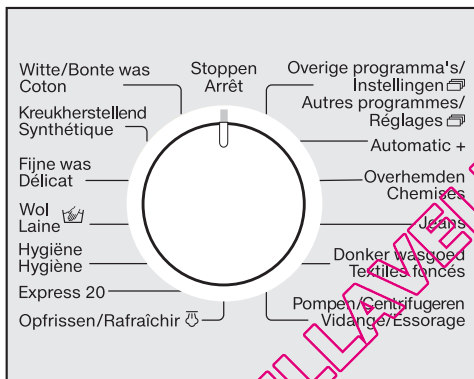 Witte/Bonte was
Coton
Kreukherstellend
Synthétique
Fijne was
Délicat
Wol
Laine
Hygiëne
Hygiène
Express 20
Opfrissen/Rafraîchir
Stoppen
Arrêt
Overige programma's/
Instellingen
Autres programmes/
Réglages
Automatic +
Overhemden
Chemises
Jeans
Donker wasgoed
Textiles foncés
Pompen/Centrifugeren
Vidange/Essorage